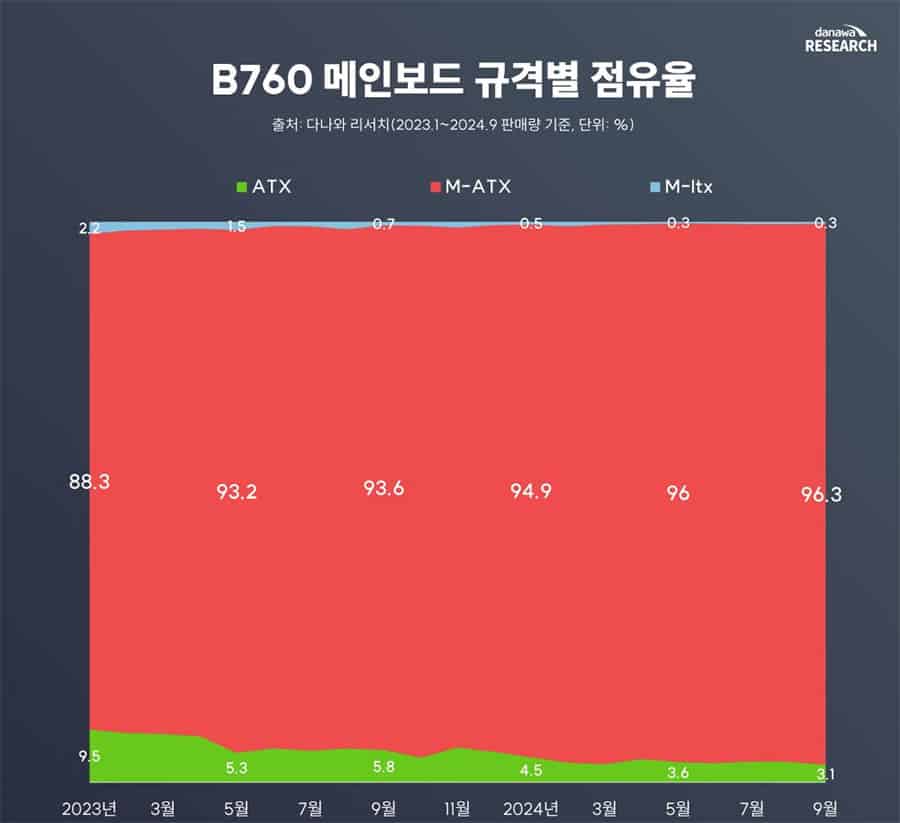 danawa
RESEARCH
B760 메인보드 규격별 점유율
출처: 다나와 리서치(2023.1~2024.9 판매량 기준, 단위: %)
ATX M-ATX M-Itx
2.2 1.5 0.7 0.5 0.3 0.3
88.3 93.2 93.6 94.9 96 96.3
9.5 5.3 5.8 4.5 3.6 3.1
2023년 3월 5월 7월 9월 11월 2024년 3월 5월 7월 9월